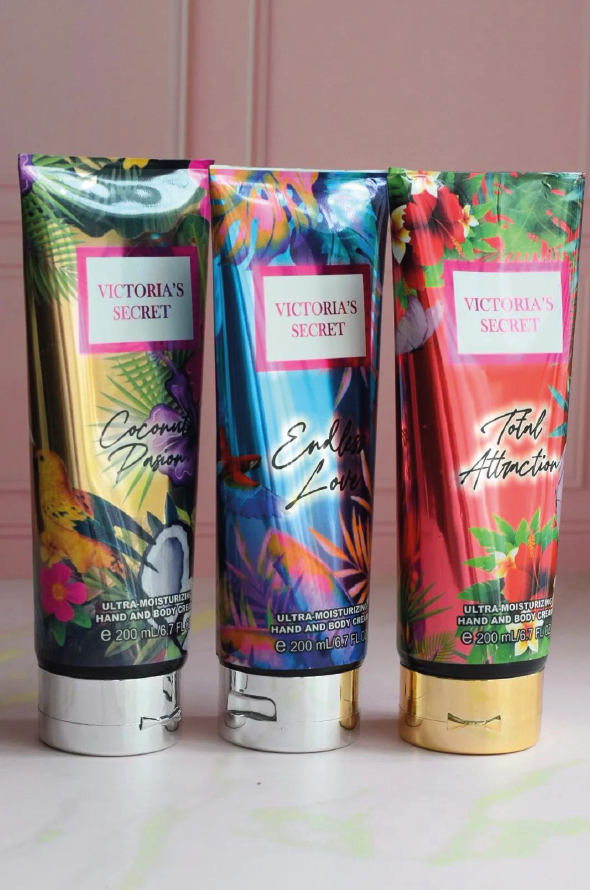 VICTORIA'S
SECRET
Coconut
Pasion
ULTRA-MOISTURIZING
HAND AND BODY CREAM
e 200 mL/6.7 FL
VICTORIA'S
SECRET
Endless
Love
ULTRA-MOISTURIZING
HAND AND BODY CREAM
e 200 mL/6.7 FL O
VICTORIA'S
SECRET
Total
Attraction
ULTRA-MOISTURIZING
HAND AND BODY CREAM
e 200 mL/6.7 FL OZ